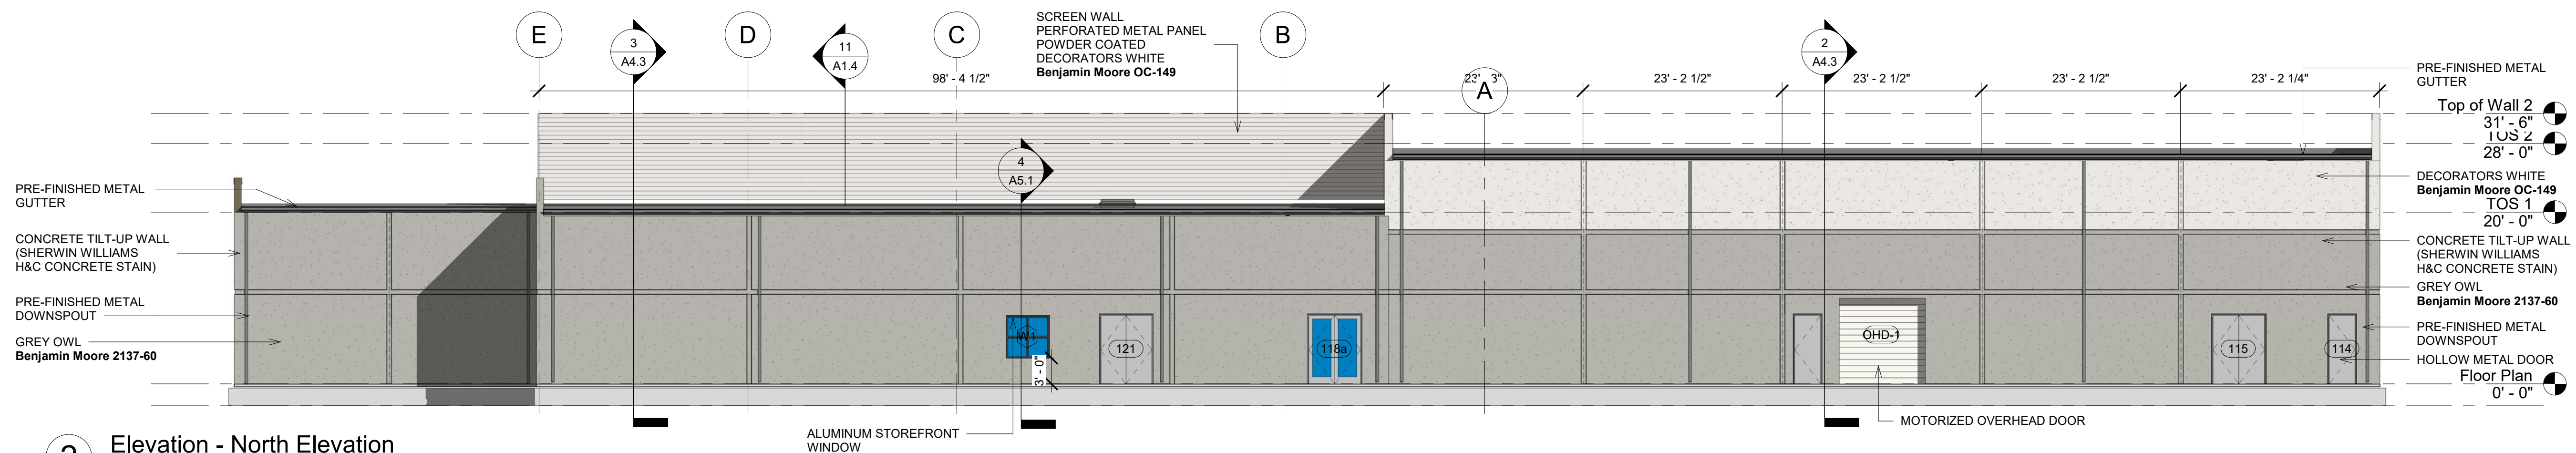 SCREEN WALL
PERFORATED METAL PANEL
POWDER COATED
DECORATORS WHITE
Benjamin Moore OC-149
E
3
A4.3
D
11
A1.4
C
B
2
A4.3
98' - 4 1/2"
23' - 3"
A
23' - 2 1/2"
23' - 2 1/2"
23' - 2 1/2"
23' - 2 1/4"
PRE-FINISHED METAL
GUTTER
Top of Wall 2
31' - 6"
TOS 2
28' - 0"
4
A5.1
DECORATORS WHITE
Benjamin Moore OC-149
TOS 1
20' - 0"
PRE-FINISHED METAL
GUTTER
CONCRETE TILT-UP WALL
(SHERWIN WILLIAMS
H&C CONCRETE STAIN)
PRE-FINISHED METAL
DOWNSPOUT
GREY OWL
Benjamin Moore 2137-60
CONCRETE TILT-UP WALL
(SHERWIN WILLIAMS
H&C CONCRETE STAIN)
GREY OWL
Benjamin Moore 2137-60
PRE-FINISHED METAL
DOWNSPOUT
HOLLOW METAL DOOR
Floor Plan
0' - 0"
W1
3' - 0"
121
118a
OHD-1
115
114
ALUMINUM STOREFRONT
WINDOW
MOTORIZED OVERHEAD DOOR
Elevation - North Elevation